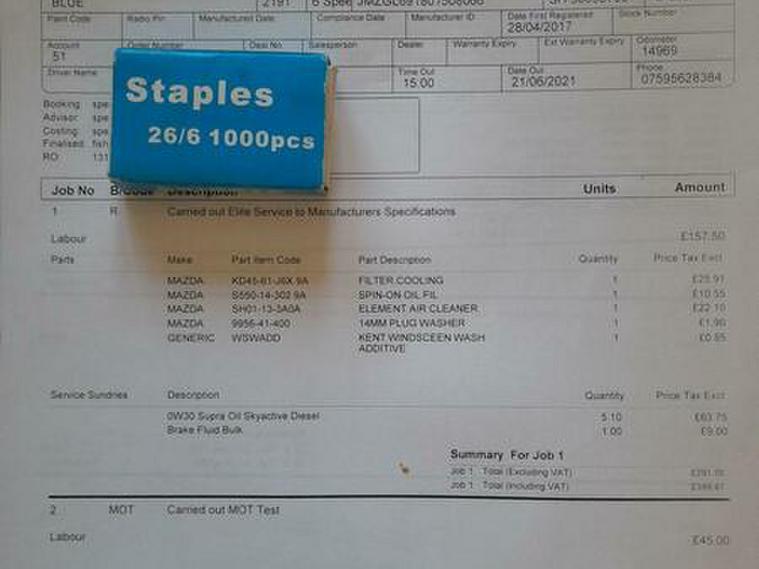 BLUE 2191 6 Speed
Paint Code Radio Pin Manufactured Date Compliance Date Manufacturer ID Date First Registered Stock Number
28/04/2017
Account Order Number Deal No. Salesperson Dealer Warranty Expiry Ext Warranty Expiry Odometer
51 14969
Driver Name Time Out Date Out Phone
15:00 21/06/2021 07595628384
Staples
26/6 1000pcs
Booking: spe
Advisor: spe
Costing: spe
Finalised: fish
RO: 131
Job No Description Units Amount
1 R Carried out Elite Service to Manufacturers Specifications
Labour £157.50
Parts Make Part Item Code Part Description Quantity Price Tax Excl
MAZDA KD45-61-J6X 9A FILTER,COOLING 1 £25.91
MAZDA S550-14-302 9A SPIN-ON OIL FIL 1 £10.55
MAZDA SH01-13-3A0A ELEMENT AIR CLEANER 1 £22.10
MAZDA 9956-41-400 14MM PLUG WASHER 1 £1.90
GENERIC WSWADD KENT WINDSCEEN WASH 1 £0.85
ADDITIVE
Service Sundries Description Quantity Price Tax Excl
0W30 Supra Oil Skyactive Diesel 5.10 £63.75
Brake Fluid Bulk 1.00 £9.00
Summary For Job 1
Job 1 Total (Excluding VAT)
Job 1 Total (Including VAT)
2 MOT Carried out MOT Test
Labour £45.00